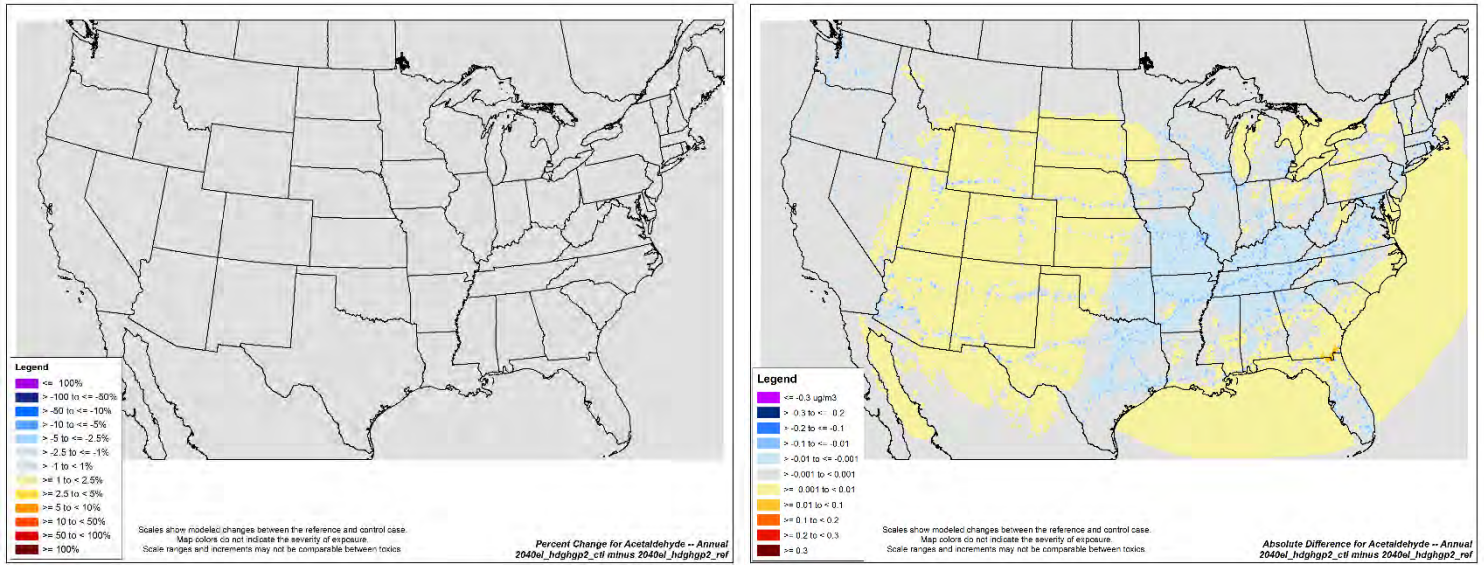 Legend
<= 100%
> -100 to <= -50%
> -50 to <= -10%
> -10 to <= -5%
> -5 to <= -2.5%
> -2.5 to <= -1%
> -1 to < 1%
>= 1 to < 2.5%
>= 2.5 to < 5%
>= 5 to < 10%
>= 10 to < 50%
>= 50 to < 100%
>= 100%
Scales show modeled changes between the reference and control case.
Map colors do not indicate the severity of exposure.
Scale ranges and increments may not be comparable between toxics
Percent Change for Acetaldehyde -- Annual
2040el_hdghgp2_ctl minus 2040el_hdghgp2_ref
Legend
<= -0.3 ug/m3
> 0.3 to <= 0.2
> -0.2 to <= -0.1
> -0.1 to <= -0.01
> -0.01 to <= -0.001
> -0.001 to < 0.001
>= 0.001 to < 0.01
>= 0.01 to < 0.1
>= 0.1 to < 0.2
>= 0.2 to < 0.3
>= 0.3
Scales show modeled changes between the reference and control case.
Map colors do not indicate the severity of exposure.
Scale ranges and increments may not be comparable between toxics
Absolute Difference for Acetaldehyde -- Annual
2040el_hdghgp2_ctl minus 2040el_hdghgp2_ref